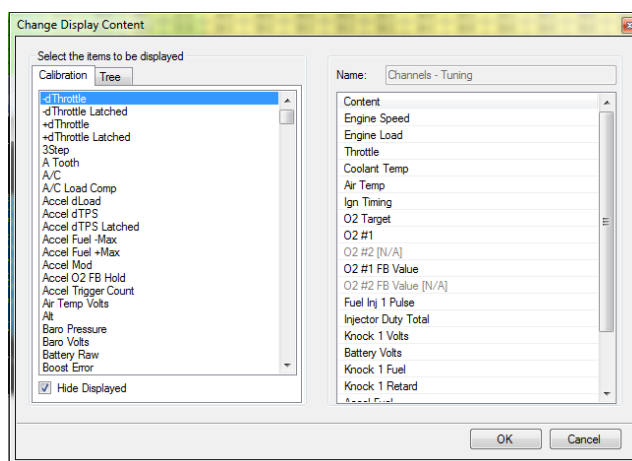 Change Display Content
Select the items to be displayed
Calibration
Tree
-dThrottle
-dThrottle Latched
+dThrottle
+dThrottle Latched
3Step
A Tooth
A/C
A/C Load Comp
Accel dLoad
Accel dTPS
Accel dTPS Latched
Accel Fuel -Max
Accel Fuel +Max
Accel Mod
Accel O2 FB Hold
Accel Trigger Count
Air Temp Volts
Alt
Baro Pressure
Baro Volts
Battery Raw
Boost Error
Hide Displayed
Name: Channels - Tuning
Content
Engine Speed
Engine Load
Throttle
Coolant Temp
Air Temp
Ign Timing
O2 Target
O2 #1
O2 #2 [N/A]
O2 #1 FB Value
O2 #2 FB Value [N/A]
Fuel Inj 1 Pulse
Injector Duty Total
Knock 1 Volts
Battery Volts
Knock 1 Fuel
Knock 1 Retard
Accel Fuel
OK Cancel